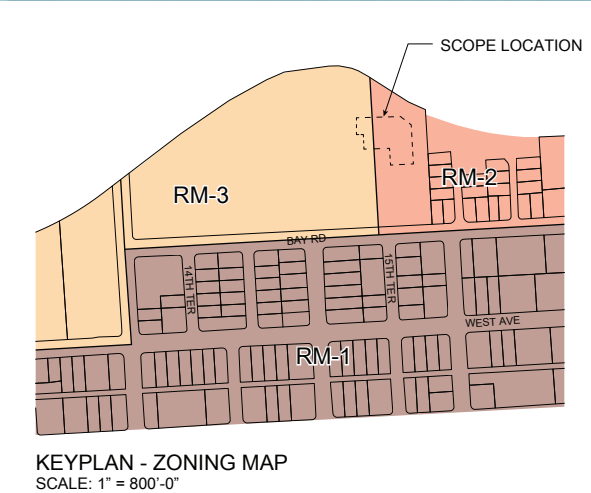 SCOPE LOCATION
RM-2
RM-3
BAY RD
14TH TER
15TH TER
WEST AVE
RM-1
KEYPLAN - ZONING MAP
SCALE: 1" = 800'-0"